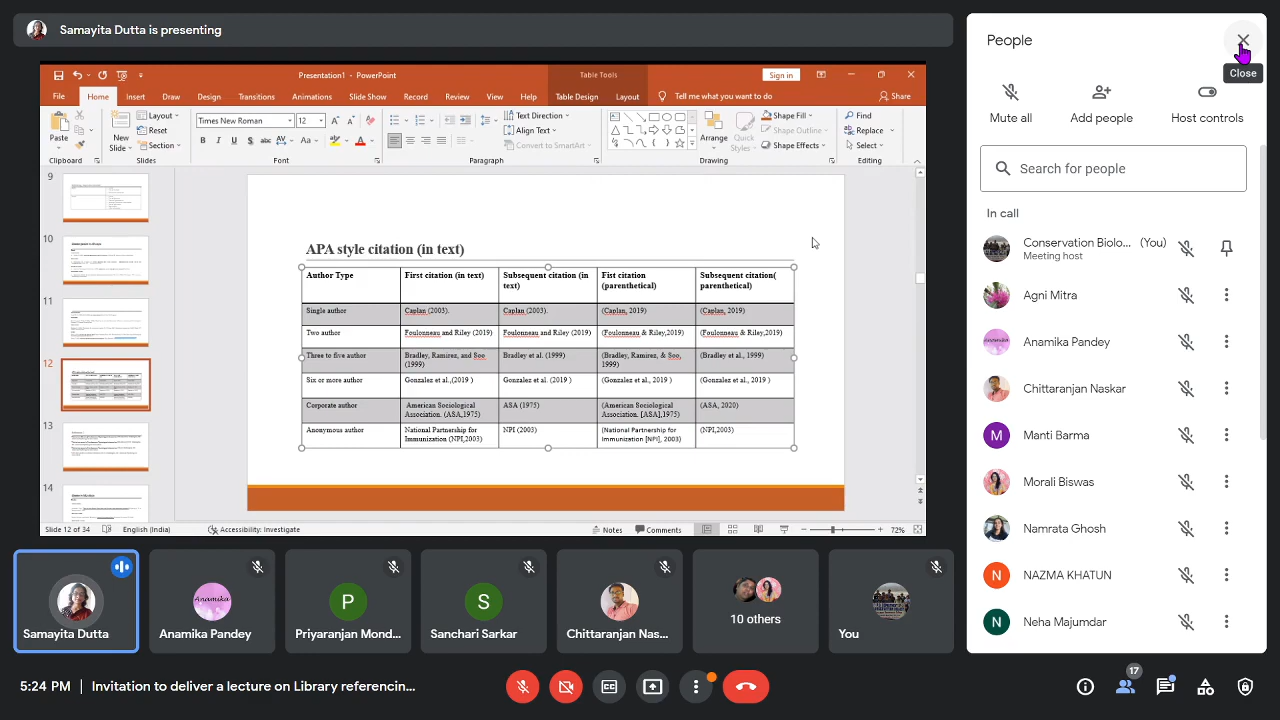 Samayita Dutta is presenting
Presentation1 - PowerPoint
Table Tools
Sign in
File
Home
Insert
Draw
Design
Transitions
Animations
Slide Show
Record
Review
View
Help
Table Design
Layout
Tell me what you want to do
Share
Paste
Clipboard
New
Slide
Layout
Reset
Section
Slides
Times New Roman
12
Font
Text Direction
Align Text
Convert to SmartArt
Paragraph
Arrange
Quick
Styles
Shape Fill
Shape Outline
Shape Effects
Drawing
Find
Replace
Select
Editing
9
10
11
12
13
14
APA style citation (in text)
Author Type
First citation (in text)
Subsequent citation (in
text)
Fist citation
(parenthetical)
Subsequent citation(
parenthetical)
Single author
Caplan (2003).
Caplan (2003).
(Caplan, 2019)
(Caplan, 2019)
Two author
Foulonneau and Riley (2019)
Foulonneau and Riley (2019)
(Foulonneau & Riley,2019)
(Foulonneau & Riley,2019)
Three to five author
Bradley, Ramirez, and Soo
(1999)
Bradley et al. (1999)
(Bradley, Ramirez, & Soo,
1999)
(Bradley et al., 1999)
Six or more author
Gonzalez et al.,(2019 )
Gonzalez et al. (2019 )
(Gonzalez et al., 2019 )
(Gonzalez et al., 2019 )
Corporate author
American Sociological
Association. (ASA,1975)
ASA (1975)
(American Sociological
Association. [ASA],1975)
(ASA, 2020)
Anonymous author
National Partnership for
Immunization (NPI,2003)
NPI (2003)
(National Partnership for
Immunization [NPI], 2003)
(NPI,2003)
Slide 12 of 34
English (India)
Accessibility: Investigate
Notes
Comments
72%
Samayita Dutta
Anamika
Anamika Pandey
P
Priyaranjan Mond...
S
Sanchari Sarkar
Chittaranjan Nas...
10 others
You
5:24 PM
Invitation to deliver a lecture on Library referencin...
People
Close
Mute all
Add people
Host controls
Search for people
In call
Conservation Biolo... (You)
Meeting host
Agni Mitra
Anamika Pandey
Chittaranjan Naskar
M
Manti Barma
Morali Biswas
Namrata Ghosh
N
NAZMA KHATUN
N
Neha Majumdar
17